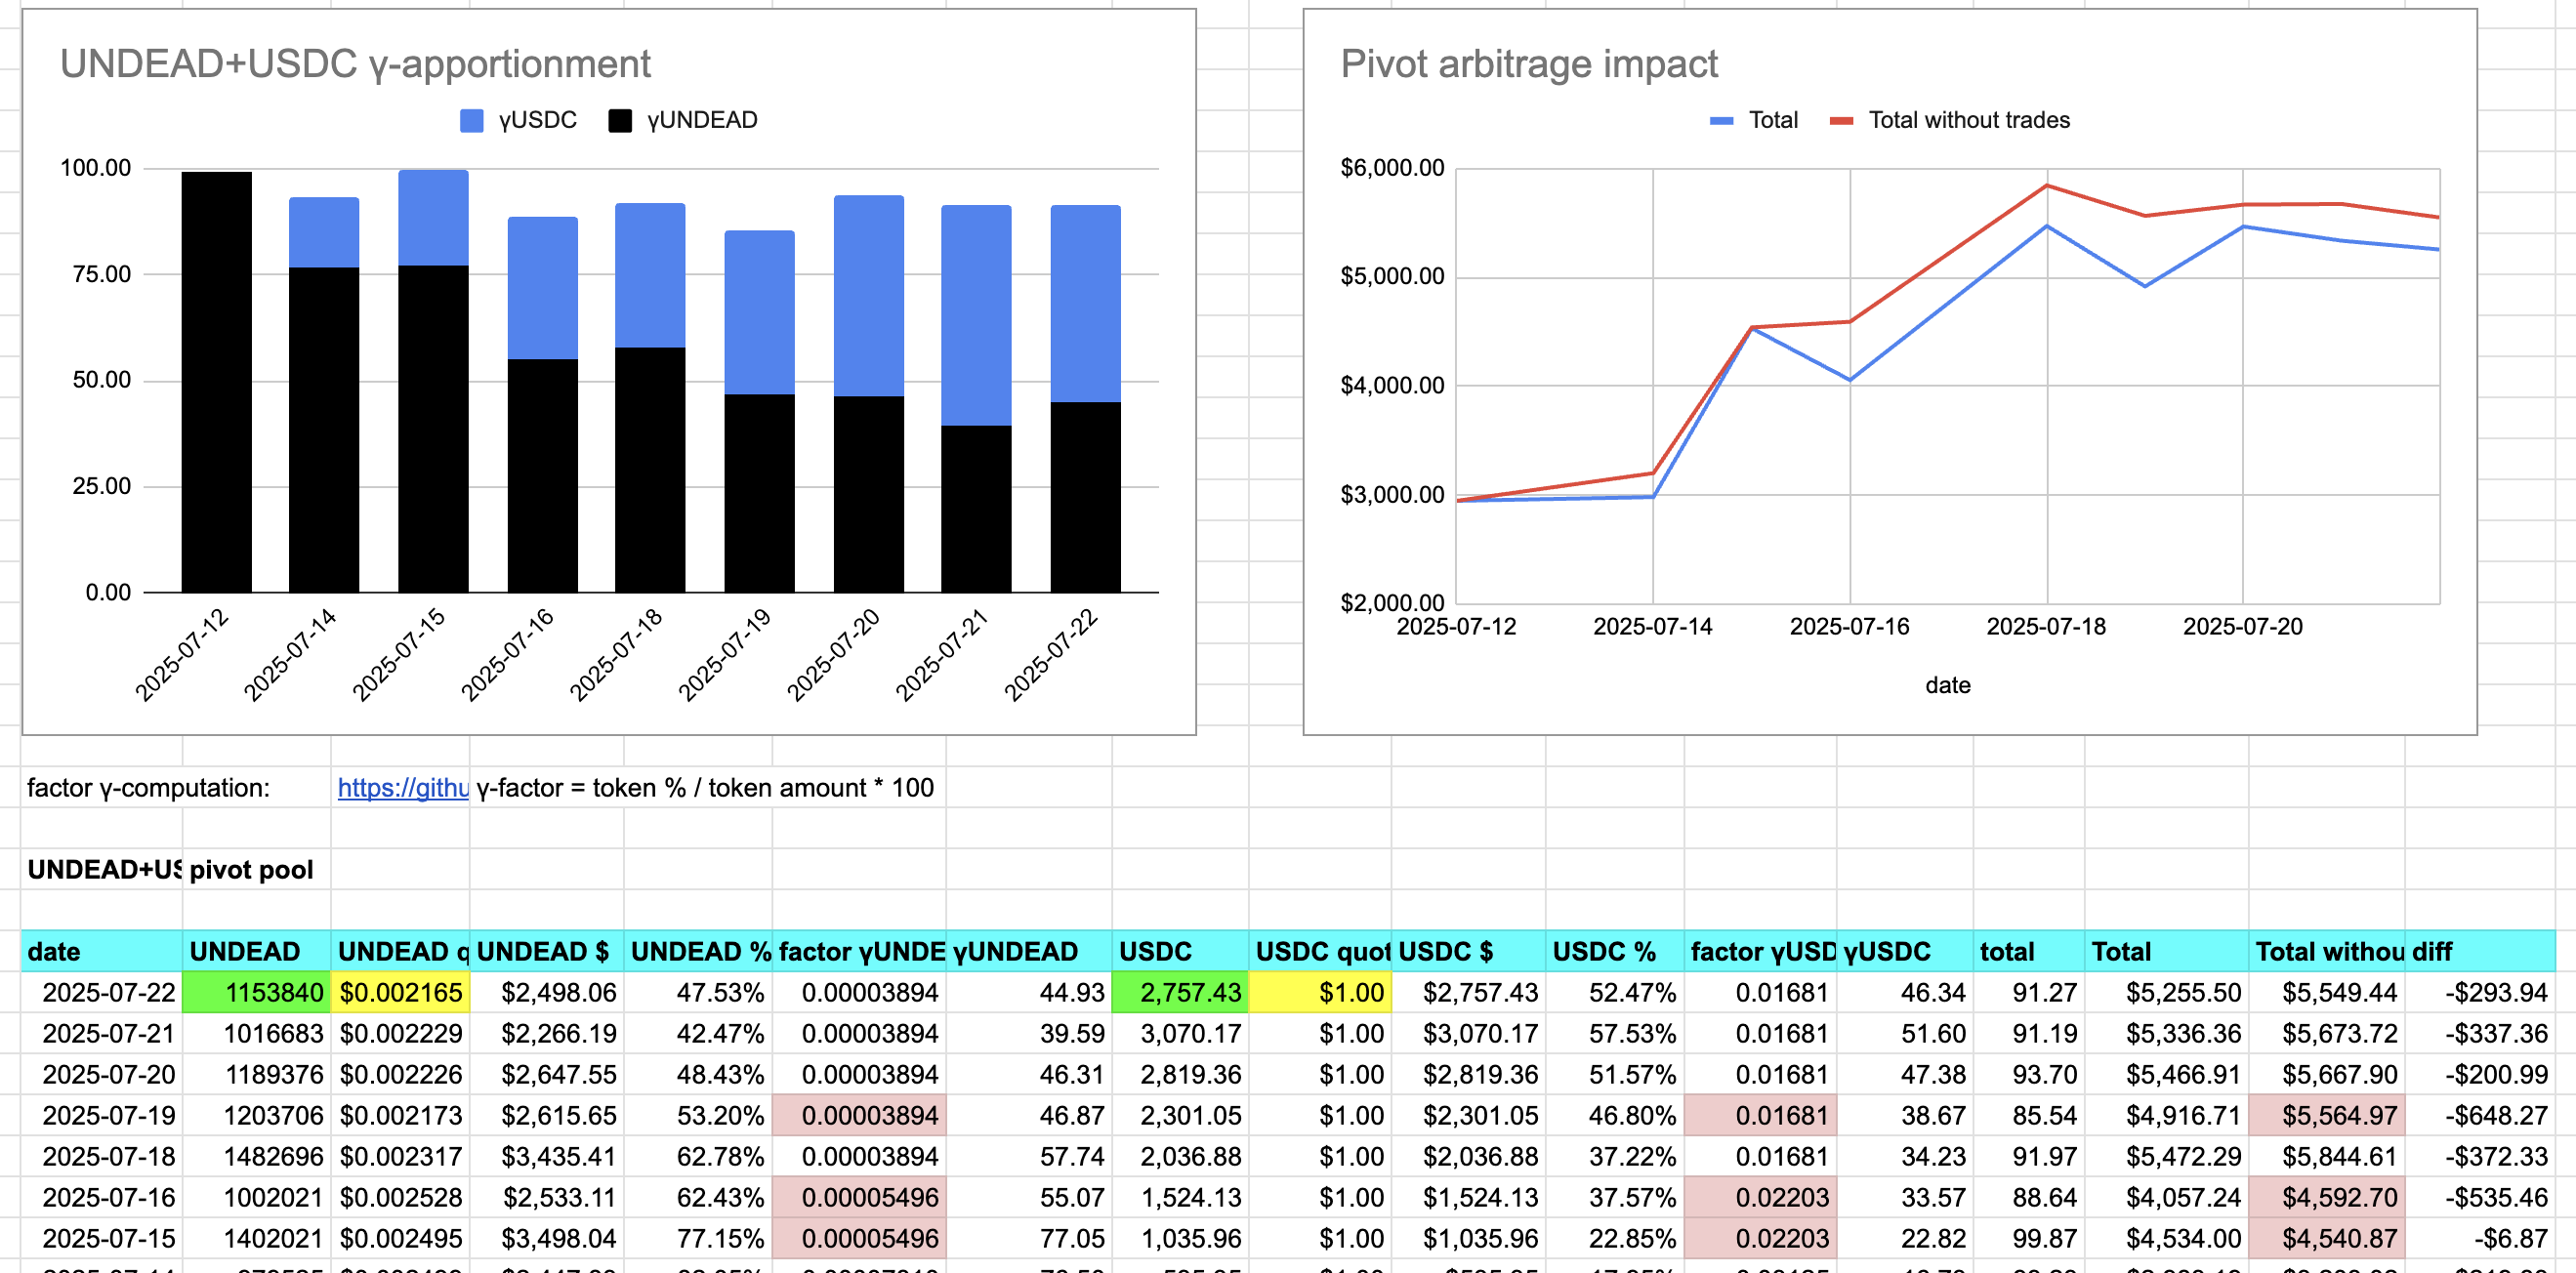 UNDEAD+USDC γ-apportionment
γUSDC γUNDEAD
100.00
75.00
50.00
25.00
0.00
2025-07-12 2025-07-14 2025-07-15 2025-07-16 2025-07-18 2025-07-19 2025-07-20 2025-07-21 2025-07-22
Pivot arbitrage impact
Total Total without trades
$6,000.00
$5,000.00
$4,000.00
$3,000.00
$2,000.00
2025-07-12 2025-07-14 2025-07-16 2025-07-18 2025-07-20
date
factor γ-computation: https://githu γ-factor = token % / token amount * 100
UNDEAD+US pivot pool
date UNDEAD UNDEAD q UNDEAD $ UNDEAD % factor γUNDE γUNDEAD USDC USDC quot USDC $ USDC % factor γUSD γUSDC total Total Total withou diff
2025-07-22 1153840 $0.002165 $2,498.06 47.53% 0.00003894 44.93 2,757.43 $1.00 $2,757.43 52.47% 0.01681 46.34 91.27 $5,255.50 $5,549.44 -$293.94
2025-07-21 1016683 $0.002229 $2,266.19 42.47% 0.00003894 39.59 3,070.17 $1.00 $3,070.17 57.53% 0.01681 51.60 91.19 $5,336.36 $5,673.72 -$337.36
2025-07-20 1189376 $0.002226 $2,647.55 48.43% 0.00003894 46.31 2,819.36 $1.00 $2,819.36 51.57% 0.01681 47.38 93.70 $5,466.91 $5,667.90 -$200.99
2025-07-19 1203706 $0.002173 $2,615.65 53.20% 0.00003894 46.87 2,301.05 $1.00 $2,301.05 46.80% 0.01681 38.67 85.54 $4,916.71 $5,564.97 -$648.27
2025-07-18 1482696 $0.002317 $3,435.41 62.78% 0.00003894 57.74 2,036.88 $1.00 $2,036.88 37.22% 0.01681 34.23 91.97 $5,472.29 $5,844.61 -$372.33
2025-07-16 1002021 $0.002528 $2,533.11 62.43% 0.00005496 55.07 1,524.13 $1.00 $1,524.13 37.57% 0.02203 33.57 88.64 $4,057.24 $4,592.70 -$535.46
2025-07-15 1402021 $0.002495 $3,498.04 77.15% 0.00005496 77.05 1,035.96 $1.00 $1,035.96 22.85% 0.02203 22.82 99.87 $4,534.00 $4,540.87 -$6.87